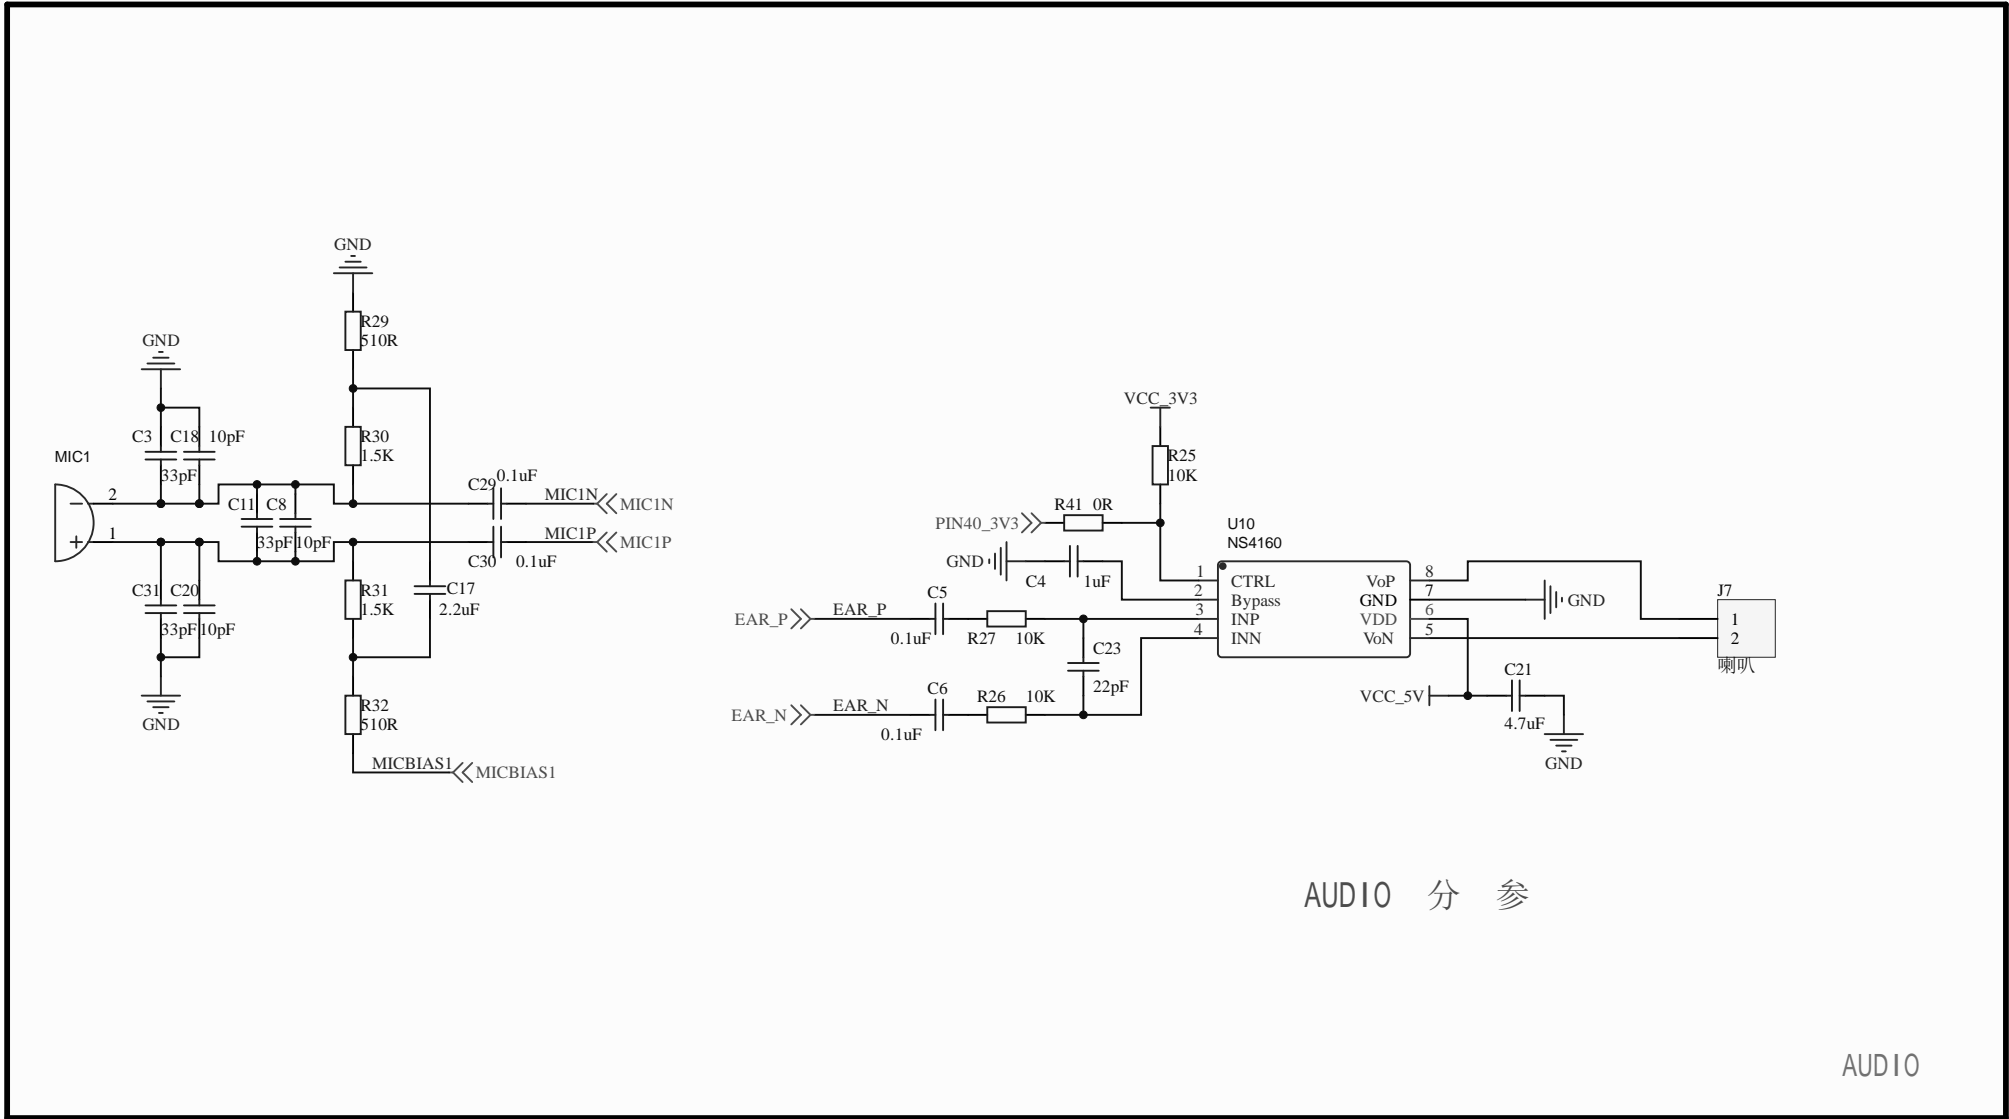 GND
R29
510R
GND
R30
1.5K
C3
C18
10pF
33pF
MIC1
2
1
C11
C8
33pF
10pF
C29
0.1uF
MIC1N
MIC1N
MIC1P
MIC1P
C30
0.1uF
C31
C20
33pF
10pF
GND
R31
1.5K
C17
2.2uF
R32
510R
MICBIAS1
MICBIAS1
VCC_3V3
R25
10K
R41 0R
PIN40_3V3
GND
C4
1uF
EAR_P
EAR_P
C5
0.1uF
R27
10K
C23
22pF
EAR_N
EAR_N
C6
0.1uF
R26
10K
U10
NS4160
1
CTRL
2
Bypass
3
INP
4
INN
VoP
8
GND
7
VDD
6
VoN
5
GND
VCC_5V
C21
4.7uF
GND
J7
1
2
喇叭
AUDIO 分 参
AUDIO